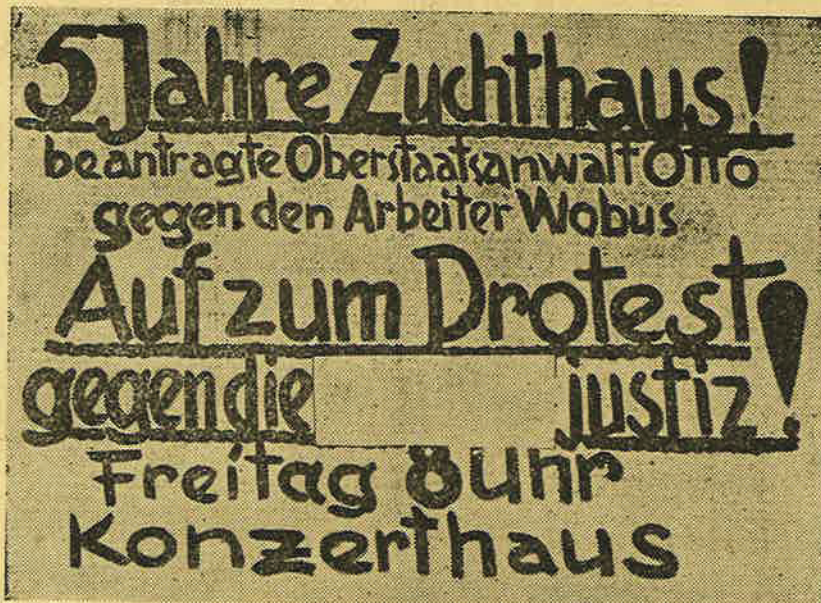 5 Jahre Zuchthaus!
beantragte Oberstaatsanwalt Otto
gegen den Arbeiter Wobus
Auf zum Protest
gegen die justiz!
Freitag 8 uhr
Konzerthaus